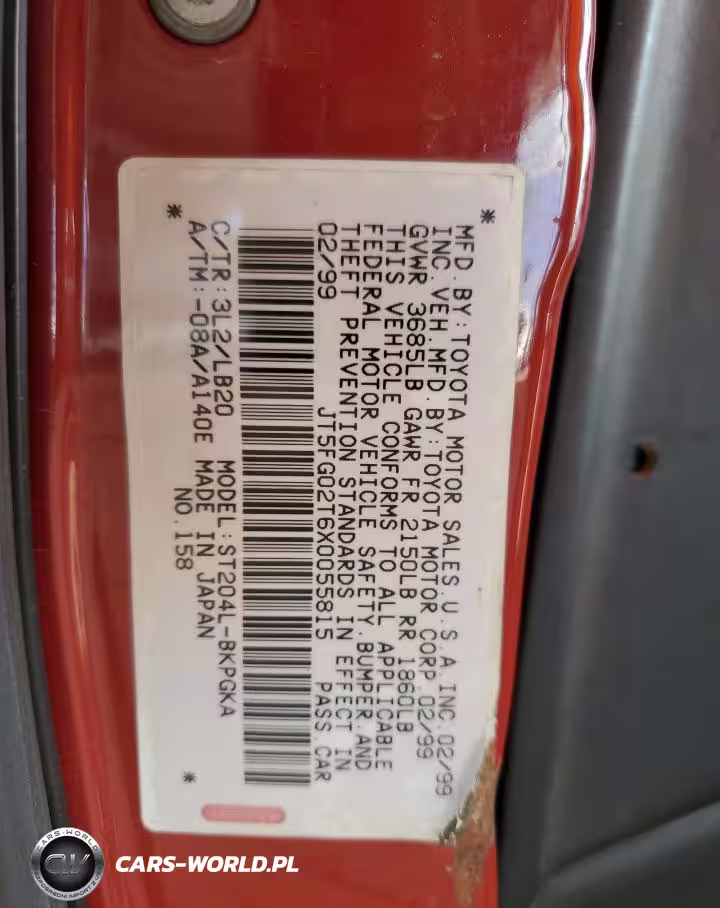 * MFD.BY:TOYOTA MOTOR SALES.U.S.A.INC.02/99
INC.VEH.MFD.BY:TOYOTA MOTOR CORP.02/99
GVWR 3685LB GAWR FR 2150LB RR 1860LB
THIS VEHICLE CONFORMS TO ALL APPLICABLE
FEDERAL MOTOR VEHICLE SAFETY.BUMPER.AND
THEFT PREVENTION STANDARDS IN EFFECT IN
02/99 JT5FG02T6X0055815 PASS.CAR
C/TR:3L2/LB20 MODEL:ST204L-BKPGKA
A/TM:-08A/A140E MADE IN JAPAN
* NO.158 *
CARS-WORLD
CW
CARS-WORLD.PL